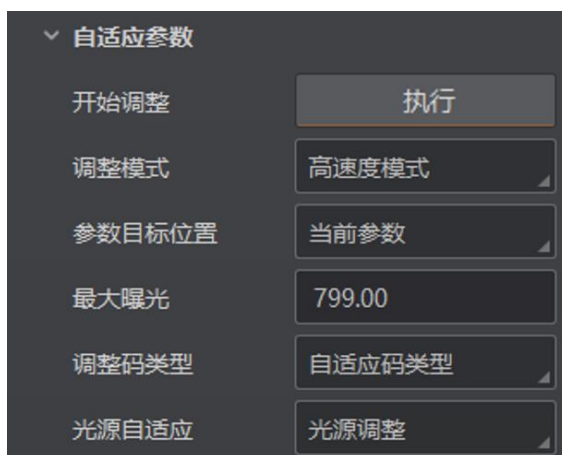 自适应参数
开始调整 执行
调整模式 高速度模式
参数目标位置 当前参数
最大曝光 799.00
调整码类型 自适应码类型
光源自适应 光源调整